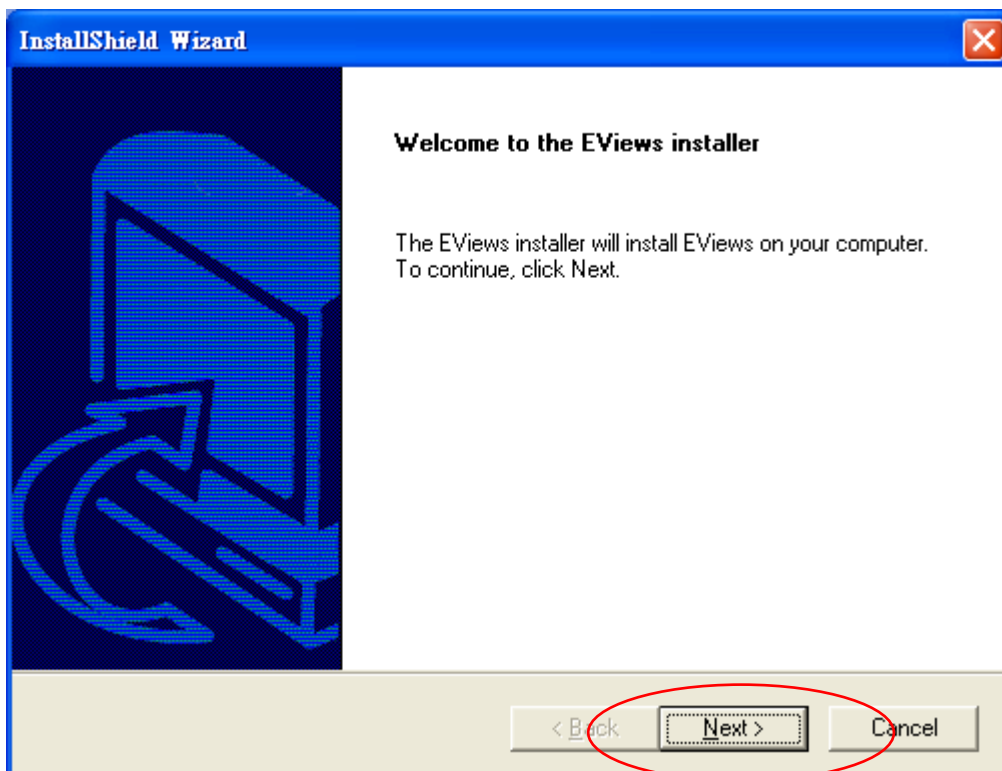 InstallShield Wizard
Welcome to the EViews installer
The EViews installer will install EViews on your computer.
To continue, click Next.
< Back Next > Cancel